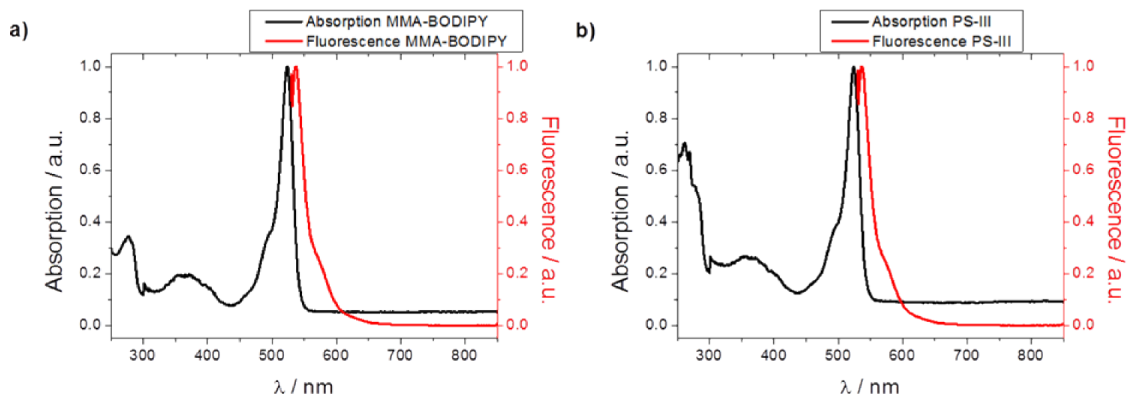 a)
Absorption MMA-BODIPY
Fluorescence MMA-BODIPY
1.0
0.8
0.6
0.4
0.2
0.0
Absorption / a.u.
1.0
0.8
0.6
0.4
0.2
0.0
Fluorescence / a.u.
300 400 500 600 700 800
λ / nm
b)
Absorption PS-III
Fluorescence PS-III
1.0
0.8
0.6
0.4
0.2
0.0
Absorption / a.u.
1.0
0.8
0.6
0.4
0.2
0.0
Fluorescence / a.u.
300 400 500 600 700 800
λ / nm